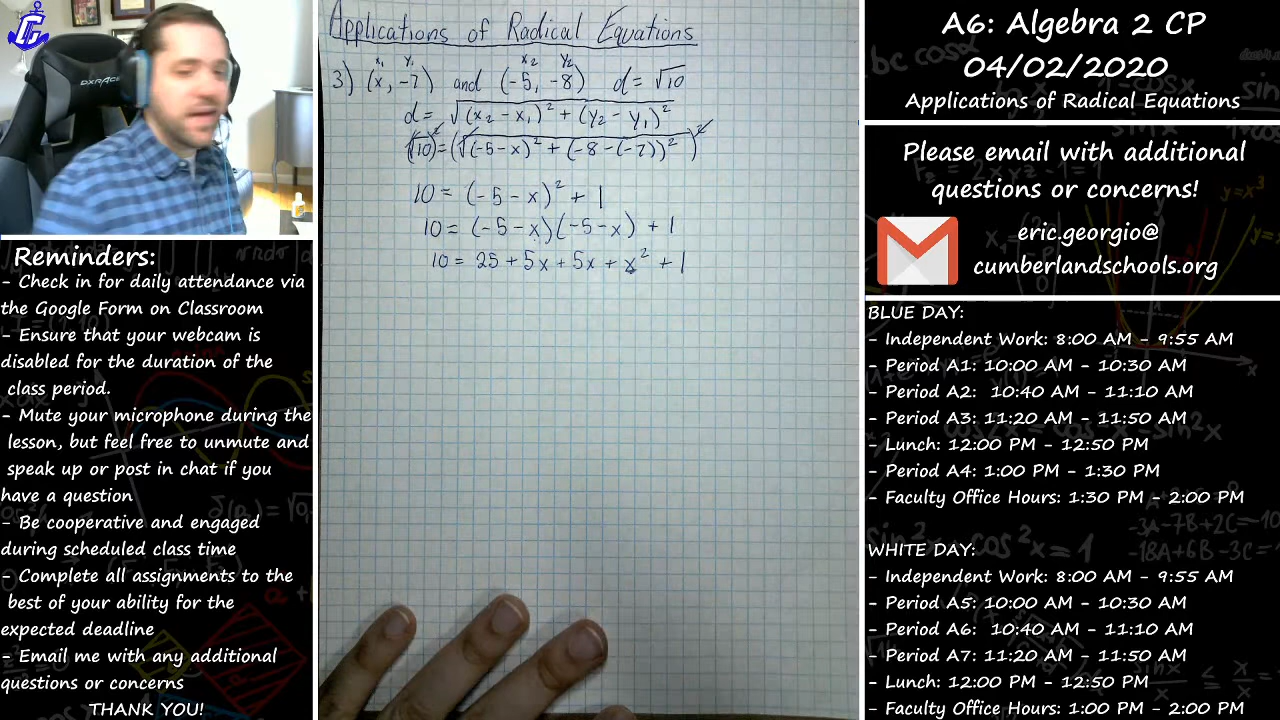 G
DXRACER
Reminders:
- Check in for daily attendance via
the Google Form on Classroom
- Ensure that your webcam is
disabled for the duration of the
class period.
- Mute your microphone during the
lesson, but feel free to unmute and
speak up or post in chat if you
have a question
- Be cooperative and engaged
during scheduled class time
- Complete all assignments to the
best of your ability for the
expected deadline
- Email me with any additional
questions or concerns
THANK YOU!
Applications of Radical Equations
x₁ y₁ x₂ y₂
3) (x, -7) and (-5, -8) d = √10
d = √(x₂ - x₁)² + (y₂ - y₁)²
(√10)² = (√(-5 - x)² + (-8 - (-7))²)²
10 = (-5 - x)² + 1
10 = (-5 - x)(-5 - x) + 1
10 = 25 + 5x + 5x + x² + 1
A6: Algebra 2 CP
04/02/2020
Applications of Radical Equations
Please email with additional
questions or concerns!
eric.georgio@
cumberlandschools.org
BLUE DAY:
- Independent Work: 8:00 AM - 9:55 AM
- Period A1: 10:00 AM - 10:30 AM
- Period A2: 10:40 AM - 11:10 AM
- Period A3: 11:20 AM - 11:50 AM
- Lunch: 12:00 PM - 12:50 PM
- Period A4: 1:00 PM - 1:30 PM
- Faculty Office Hours: 1:30 PM - 2:00 PM
WHITE DAY:
- Independent Work: 8:00 AM - 9:55 AM
- Period A5: 10:00 AM - 10:30 AM
- Period A6: 10:40 AM - 11:10 AM
- Period A7: 11:20 AM - 11:50 AM
- Lunch: 12:00 PM - 12:50 PM
- Faculty Office Hours: 1:00 PM - 2:00 PM